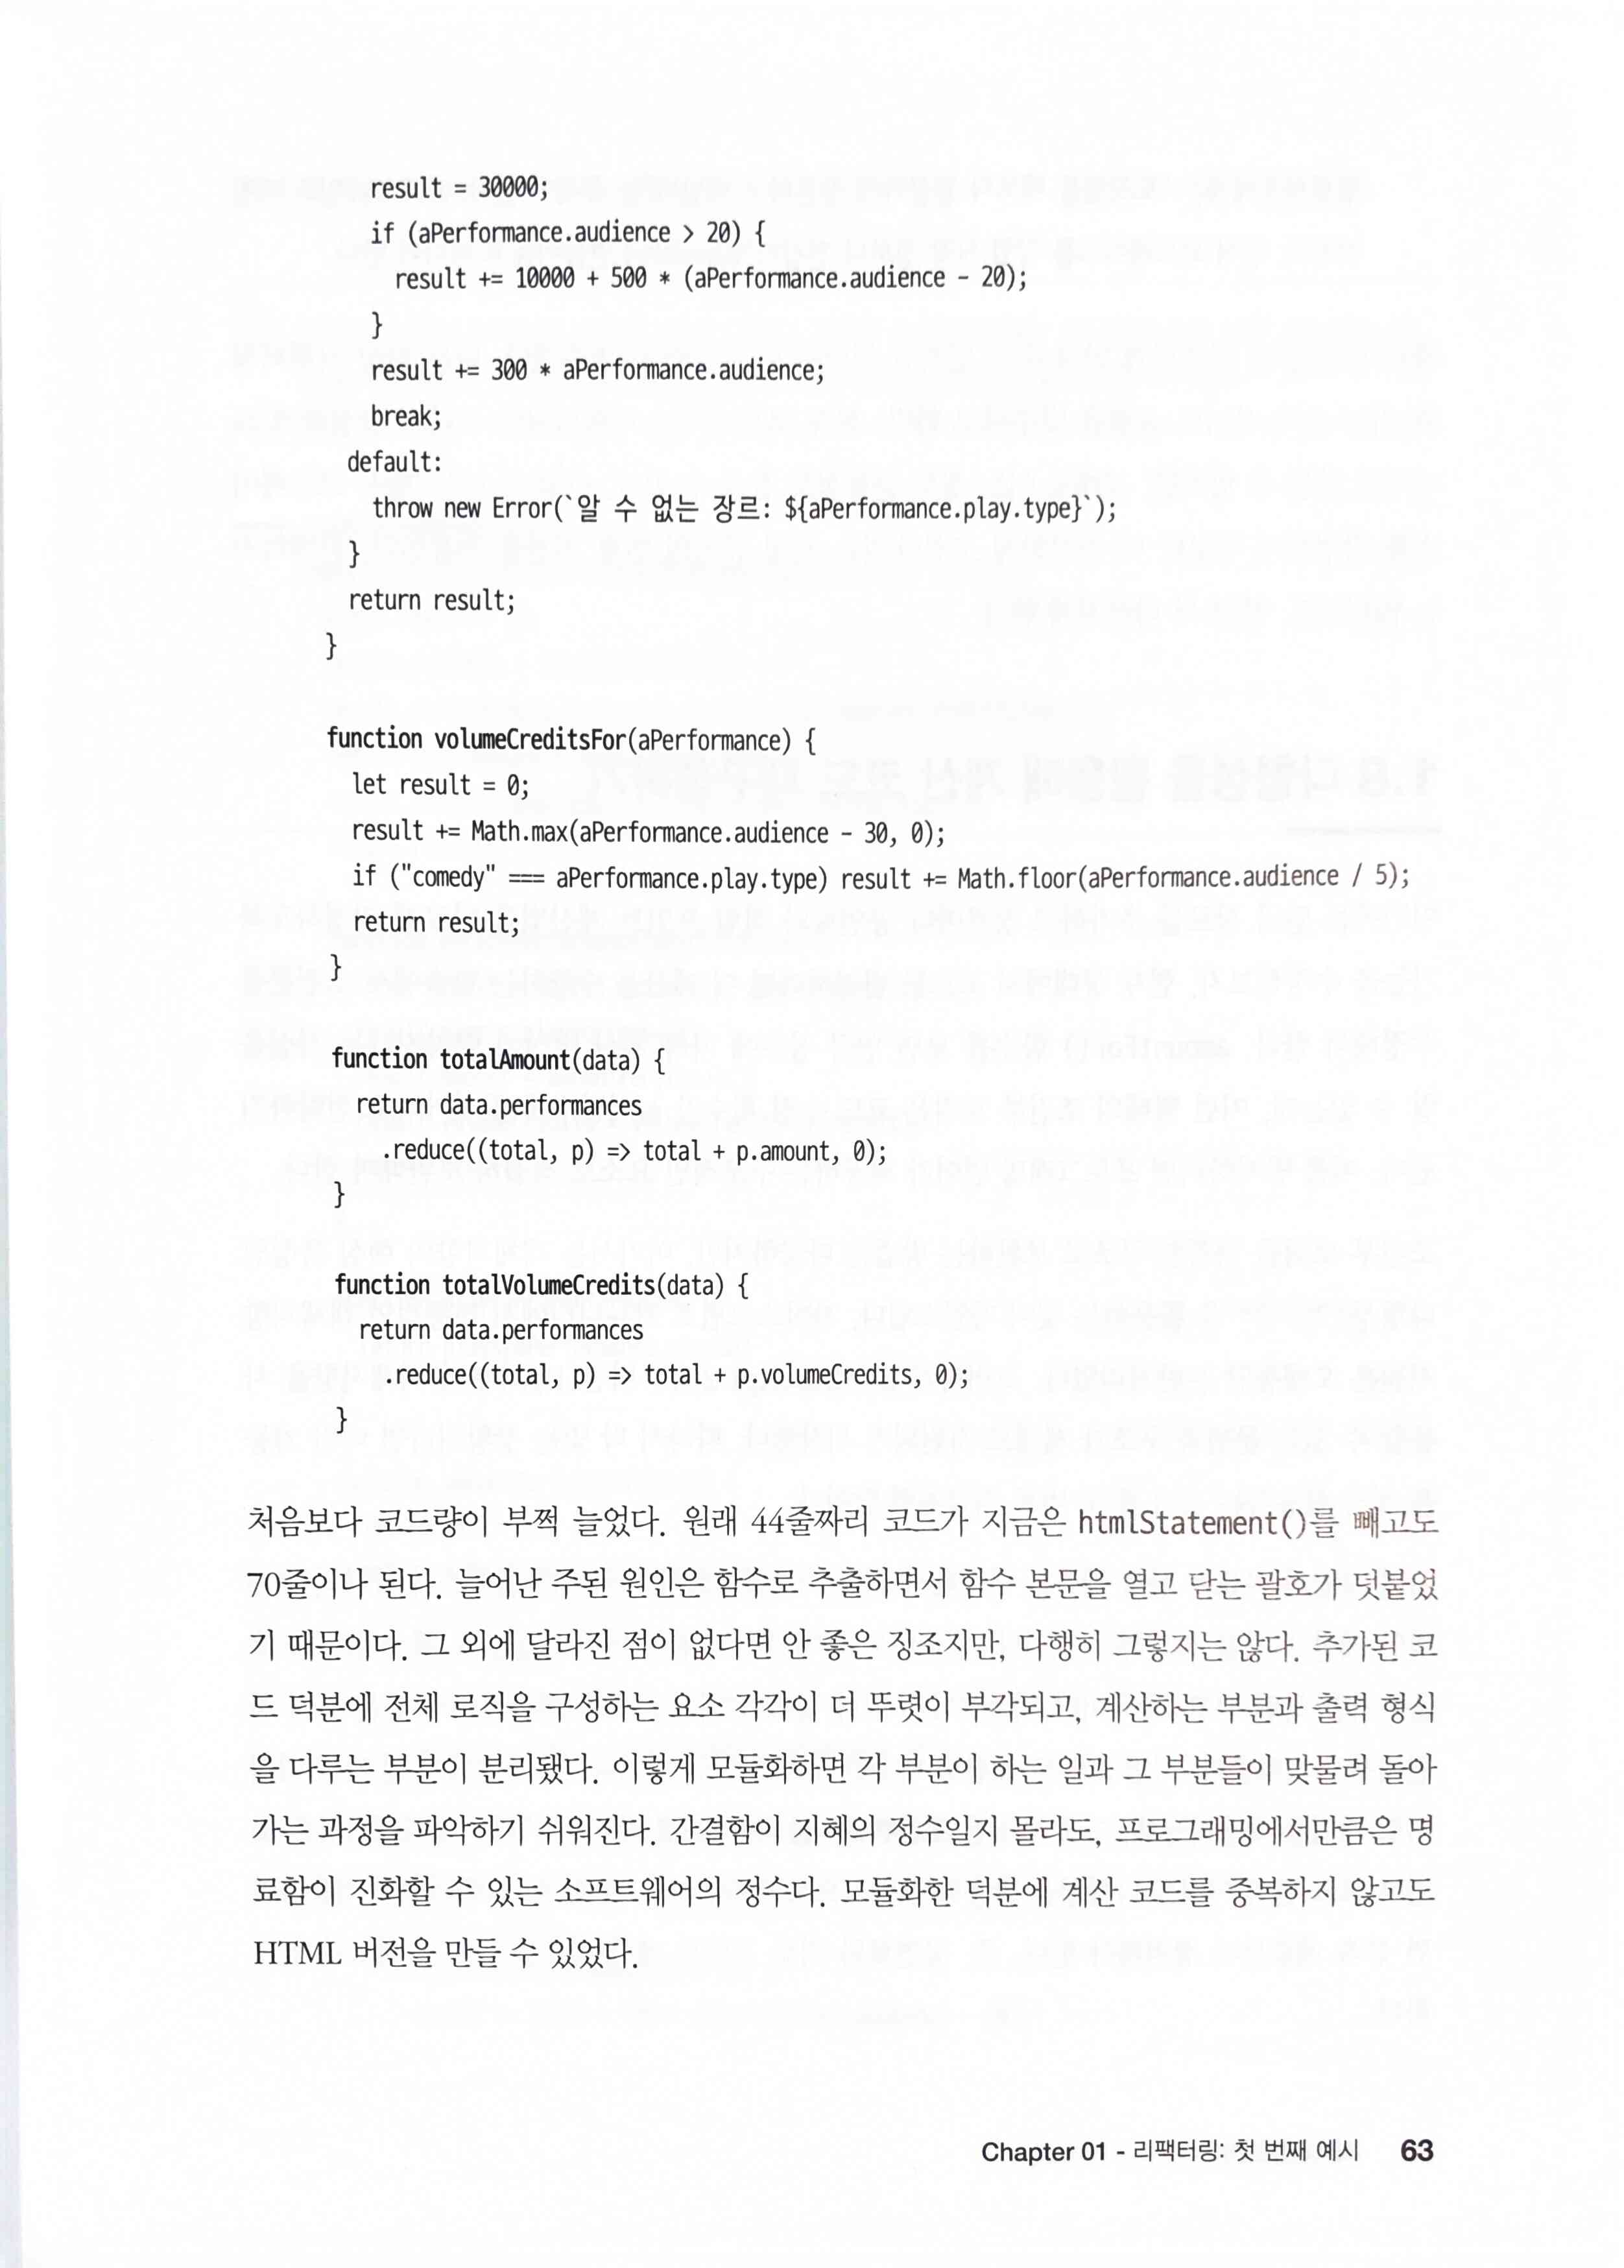 result = 30000;
if (aPerformance.audience > 20) {
result += 10000 + 500 * (aPerformance.audience - 20);
}
result += 300 * aPerformance.audience;
break;
default:
throw new Error(`알 수 없는 장르: ${aPerformance.play.type}`);
}
return result;
}
function volumeCreditsFor(aPerformance) {
let result = 0;
result += Math.max(aPerformance.audience - 30, 0);
if ("comedy" === aPerformance.play.type) result += Math.floor(aPerformance.audience / 5);
return result;
}
function totalAmount(data) {
return data.performances
.reduce((total, p) => total + p.amount, 0);
}
function totalVolumeCredits(data) {
return data.performances
.reduce((total, p) => total + p.volumeCredits, 0);
}
처음보다 코드량이 부쩍 늘었다. 원래 44줄짜리 코드가 지금은 htmlStatement()를 빼고도
70줄이나 된다. 늘어난 주된 원인은 함수로 추출하면서 함수 본문을 열고 닫는 괄호가 덧붙었
기 때문이다. 그 외에 달라진 점이 없다면 안 좋은 징조지만, 다행히 그렇지는 않다. 추가된 코
드 덕분에 전체 로직을 구성하는 요소 각각이 더 뚜렷이 부각되고, 계산하는 부분과 출력 형식
을 다루는 부분이 분리됐다. 이렇게 모듈화하면 각 부분이 하는 일과 그 부분들이 맞물려 돌아
가는 과정을 파악하기 쉬워진다. 간결함이 지혜의 정수일지 몰라도, 프로그래밍에서만큼은 명
료함이 진화할 수 있는 소프트웨어의 정수다. 모듈화한 덕분에 계산 코드를 중복하지 않고도
HTML 버전을 만들 수 있었다.
Chapter 01 - 리팩터링: 첫 번째 예시 63